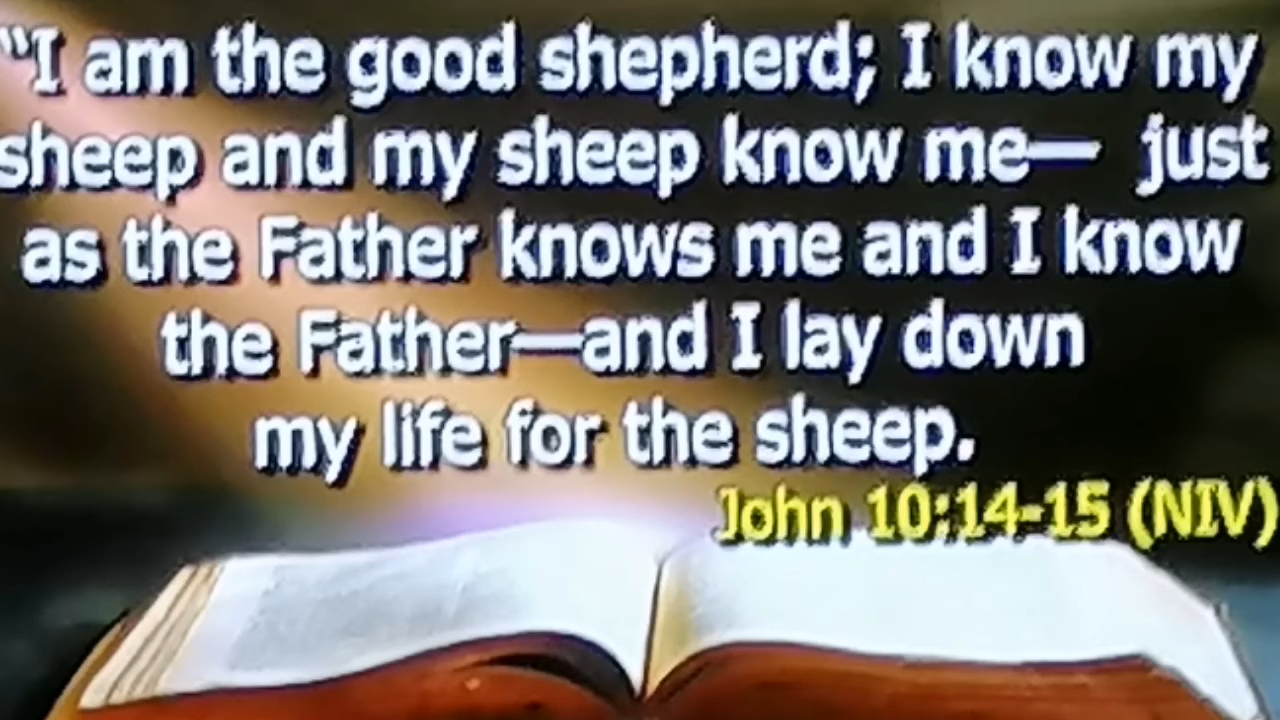 “I am the good shepherd; I know my
sheep and my sheep know me— just
as the Father knows me and I know
the Father—and I lay down
my life for the sheep.
John 10:14-15 (NIV)